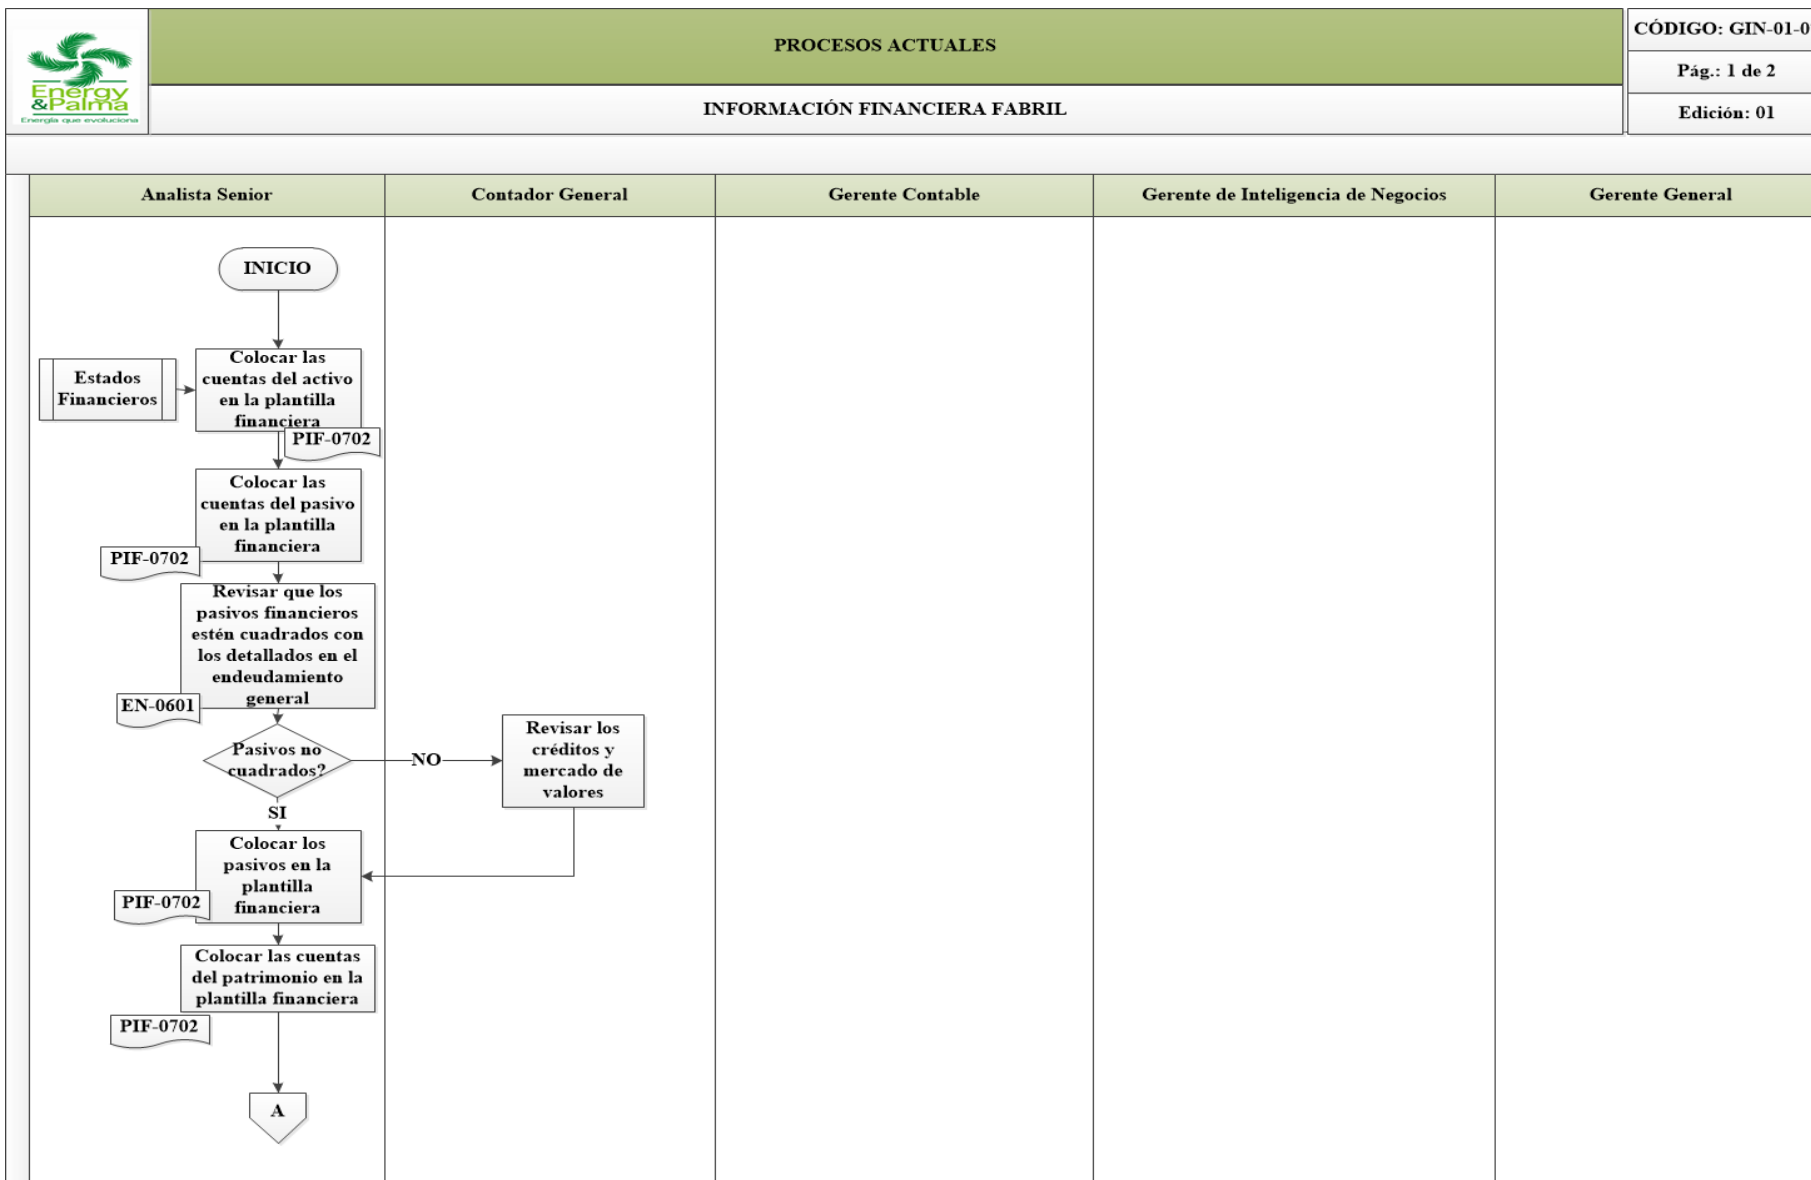 Energy
&Palma
Energía que evoluciona
PROCESOS ACTUALES
INFORMACIÓN FINANCIERA FABRIL
CÓDIGO: GIN-01-0
Pág.: 1 de 2
Edición: 01
Analista Senior
Contador General
Gerente Contable
Gerente de Inteligencia de Negocios
Gerente General
INICIO
Estados
Financieros
Colocar las
cuentas del activo
en la plantilla
financiera
PIF-0702
Colocar las
cuentas del pasivo
en la plantilla
financiera
PIF-0702
Revisar que los
pasivos financieros
estén cuadrados con
los detallados en el
endeudamiento
general
EN-0601
Pasivos no
cuadrados?
NO
Revisar los
créditos y
mercado de
valores
SI
Colocar los
pasivos en la
plantilla
financiera
PIF-0702
Colocar las cuentas
del patrimonio en la
plantilla financiera
PIF-0702
A